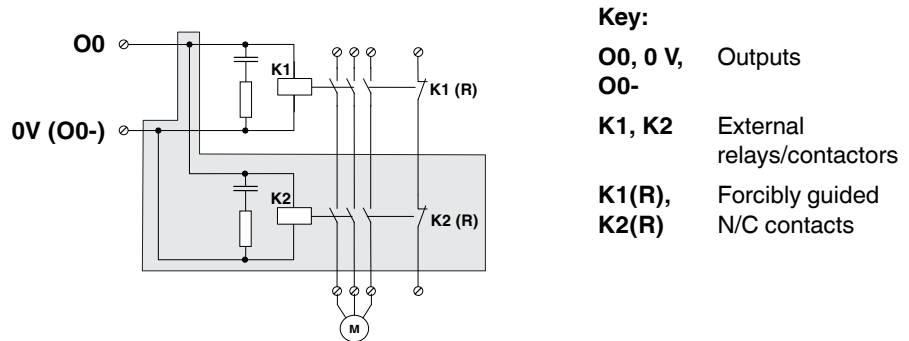 O0
K1
K1 (R)
0V (O0-)
K2
K2 (R)
M
Key:
O0, 0 V, Outputs
O0-
K1, K2 External
relays/contactors
K1(R), Forcibly guided
K2(R) N/C contacts